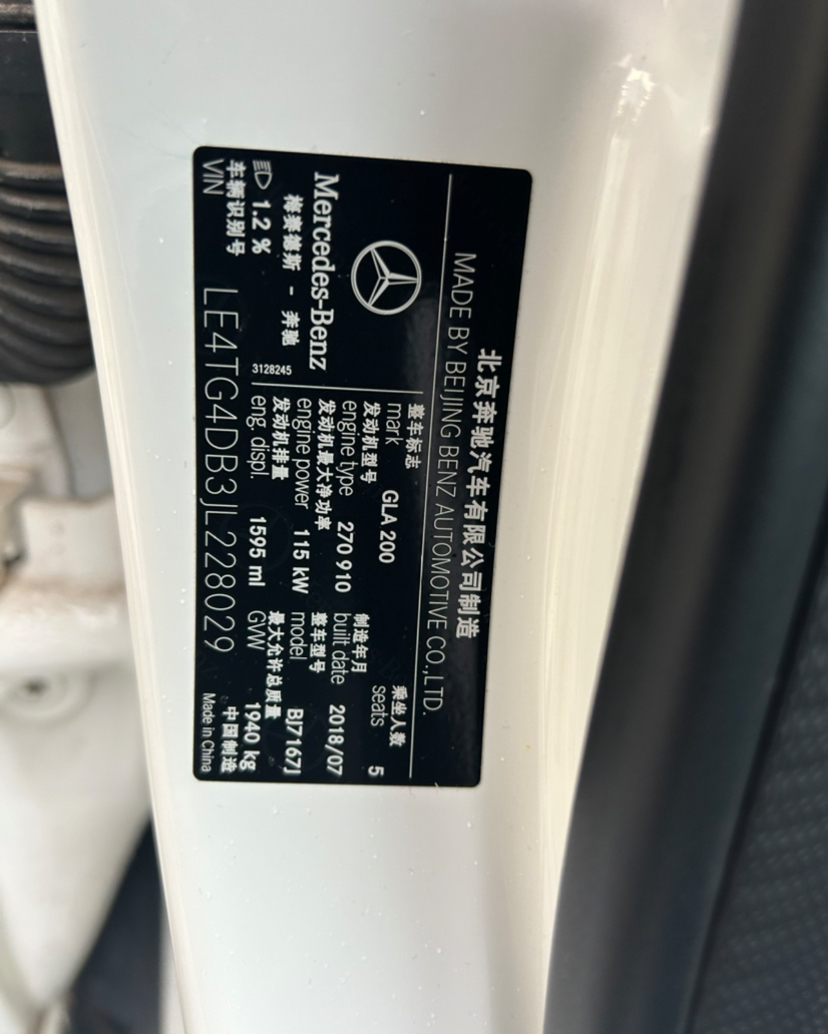 北京奔驰汽车有限公司制造
MADE BY BEIJING BENZ AUTOMOTIVE CO.,LTD.
Mercedes-Benz
梅赛德斯 - 奔驰
1.2 %
3128245
整车标志
mark GLA 200
乘坐人数
seats 5
发动机型号
engine type 270 910
制造年月
built date 2018/07
发动机最大净功率
engine power 115 kW
整车型号
model BJ7167J
发动机排量
eng. displ. 1595 ml
最大允许总质量
GVW 1940 kg
车辆识别号
VIN LE4TG4DB3JL228029
中国制造
Made in China